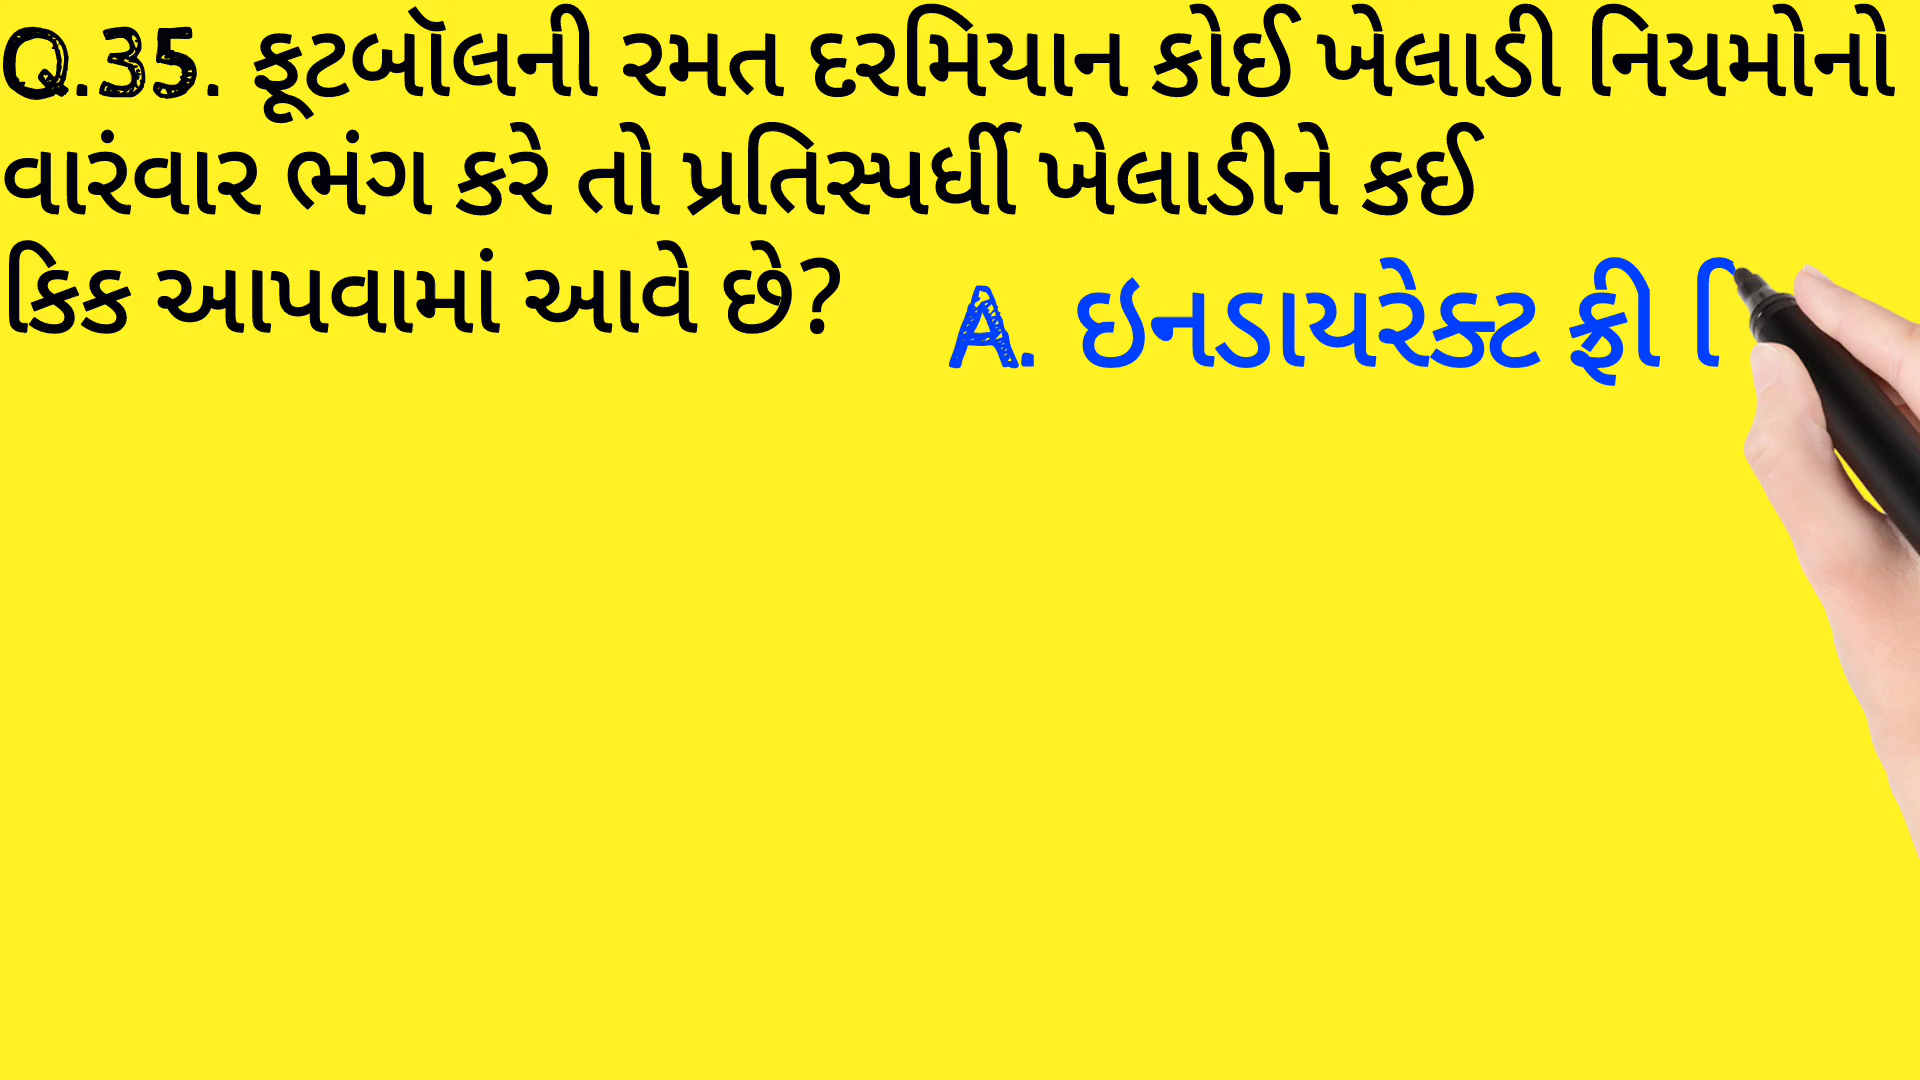 Q.35. ફૂટબૉલની રમત દરમિયાન કોઈ ખેલાડી નિયમોનો
વારંવાર ભંગ કરે તો પ્રતિસ્પર્ધી ખેલાડીને કઈ
કિક આપવામાં આવે છે?
A. ઇનડાયરેક્ટ ફ્રી